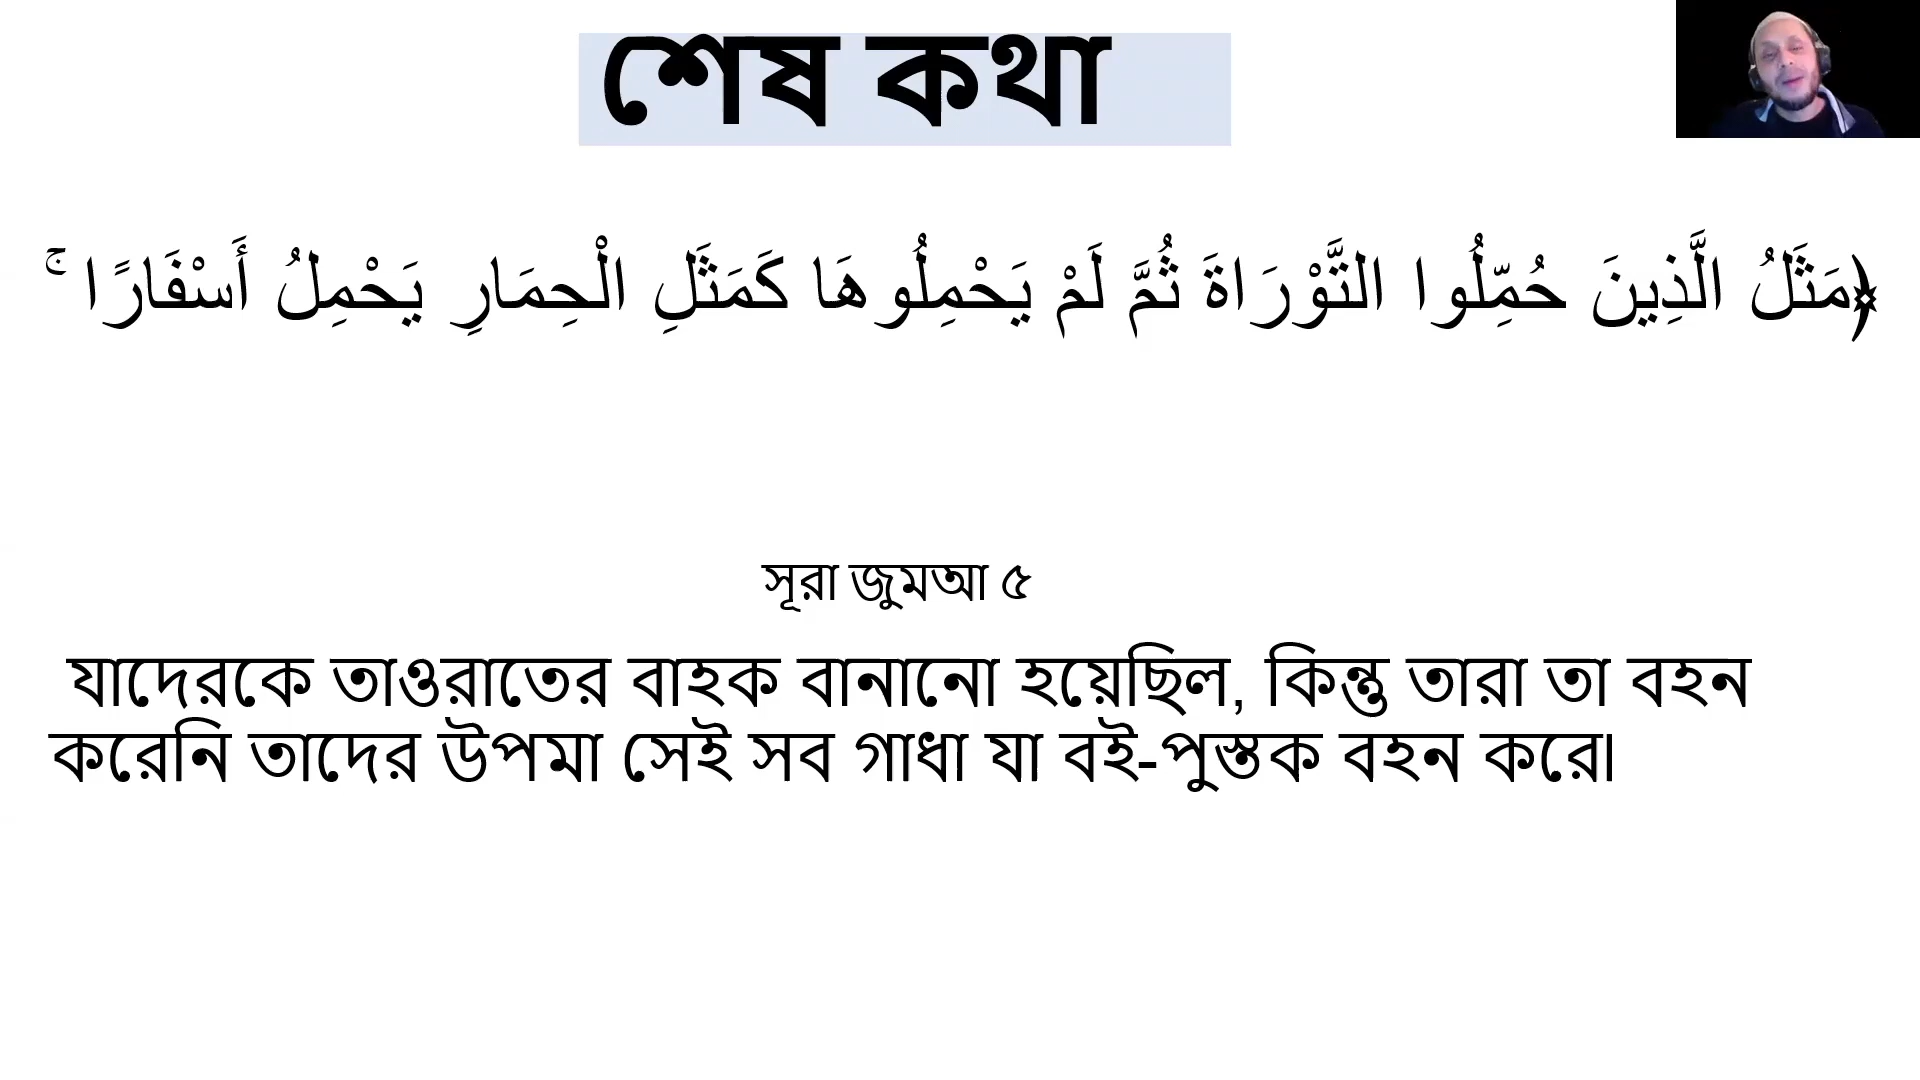 শেষ কথা
﴿مَثَلُ الَّذِينَ حُمِّلُوا التَّوْرَاةَ ثُمَّ لَمْ يَحْمِلُوهَا كَمَثَلِ الْحِمَارِ يَحْمِلُ أَسْفَارًا ۚ
সূরা জুমআ ৫
যাদেরকে তাওরাতের বাহক বানানো হয়েছিল, কিন্তু তারা তা বহন
করেনি তাদের উপমা সেই সব গাধা যা বই-পুস্তক বহন করে।